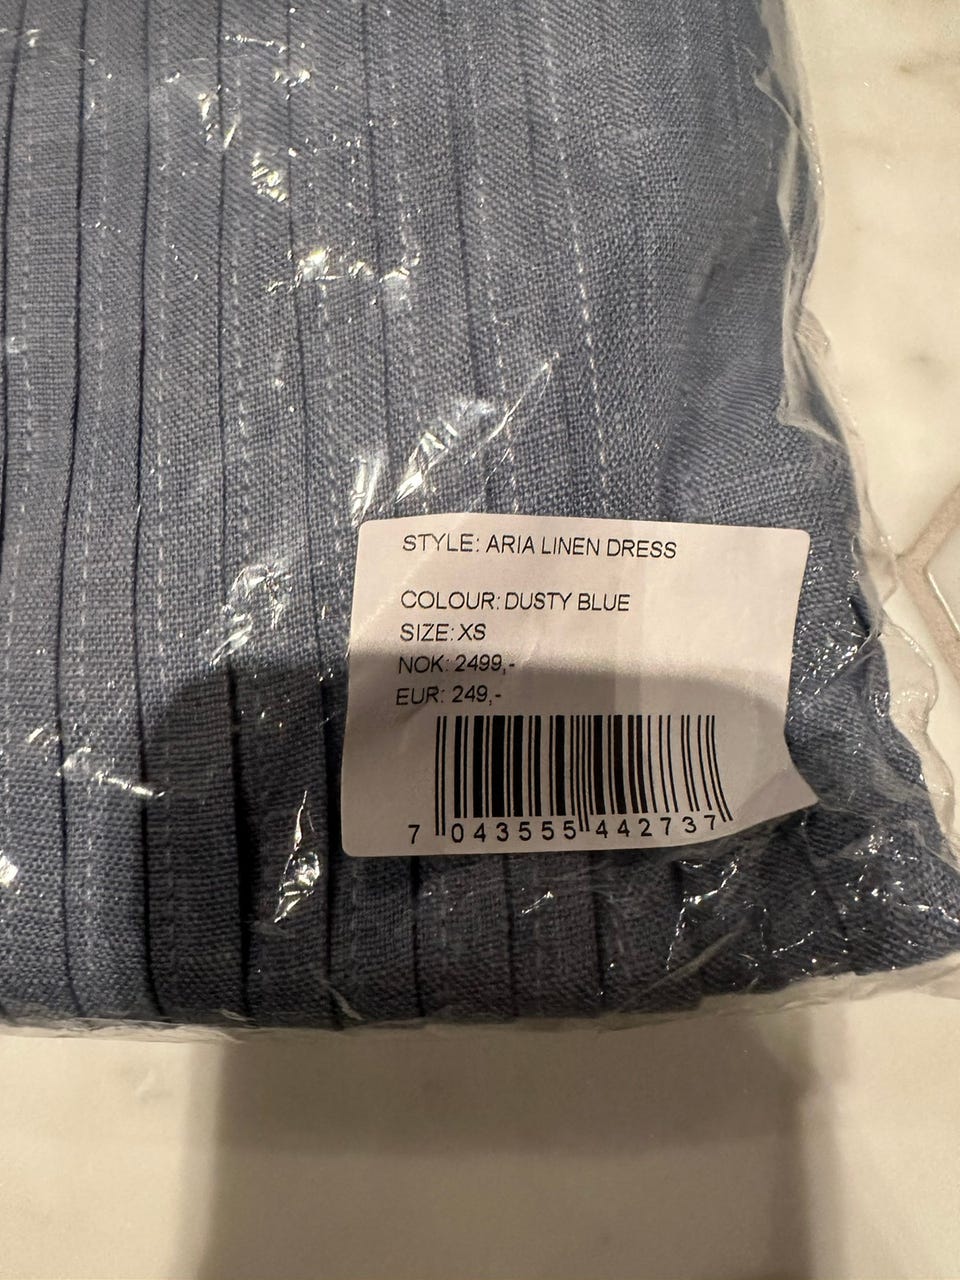 STYLE: ARIA LINEN DRESS
COLOUR: DUSTY BLUE
SIZE: XS
NOK: 2499,-
EUR: 249,-
7 043555 442737